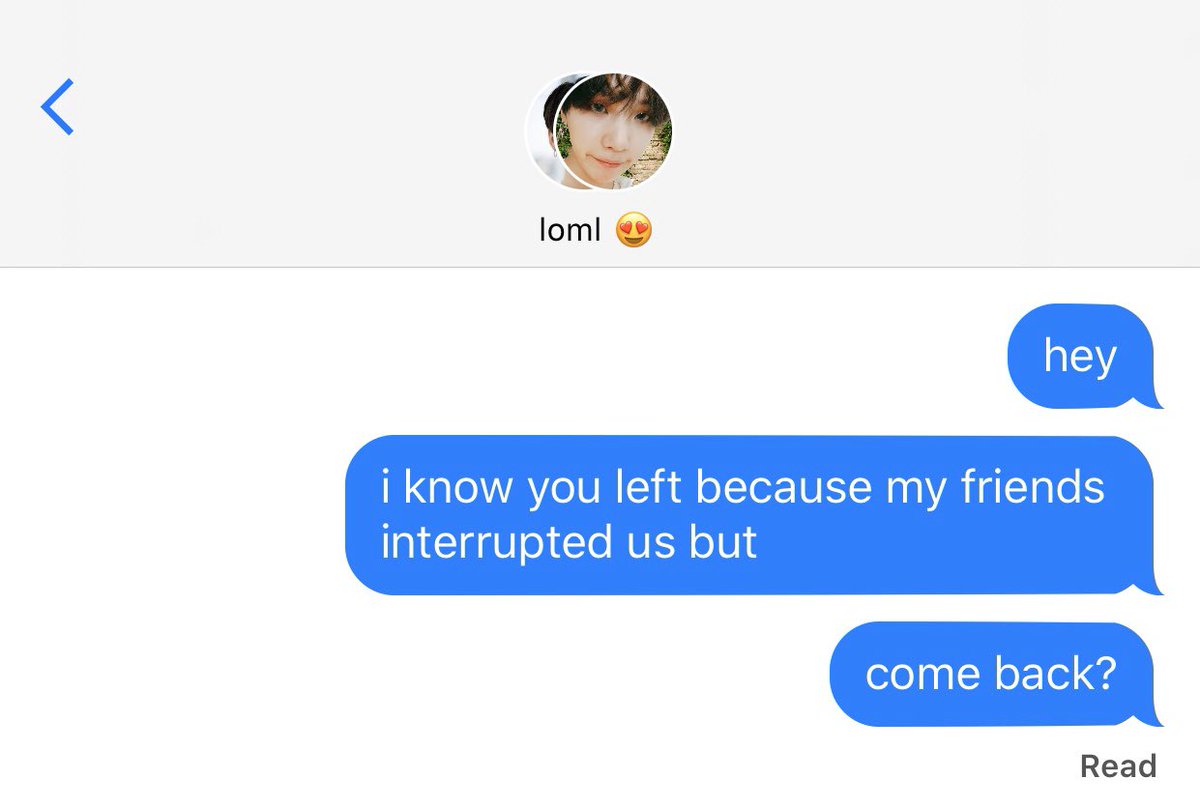 loml 😍
hey
i know you left because my friends
interrupted us but
come back?
Read